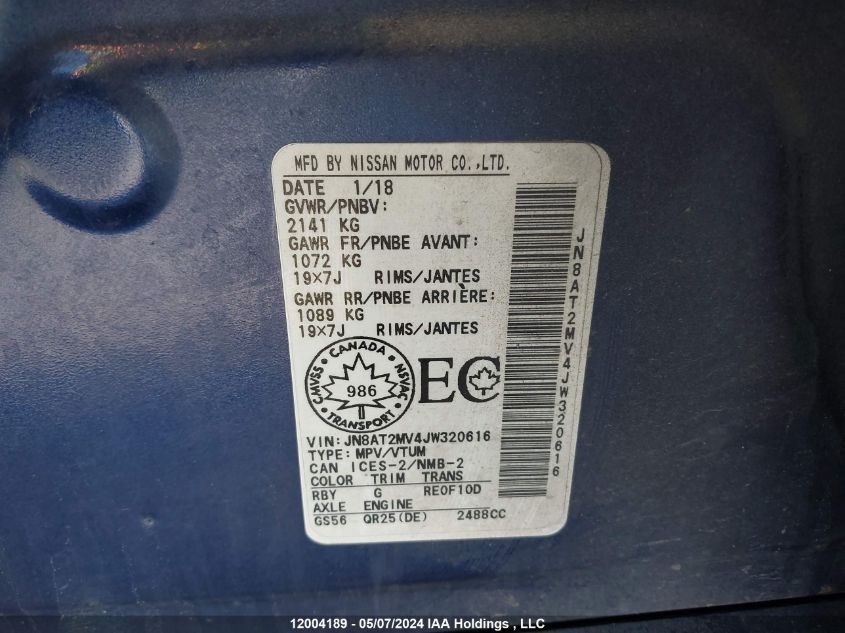 MFD BY NISSAN MOTOR CO.,LTD.
DATE 1/18
GVWR/PNBV:
2141 KG
GAWR FR/PNBE AVANT:
1072 KG
19×7J RIMS/JANTES
GAWR RR/PNBE ARRIÈRE:
1089 KG
19×7J RIMS/JANTES
CANADA
CMVSS
NSVAC
986
TRANSPORT
EC
VIN: JN8AT2MV4JW320616
TYPE: MPV/VTUM
CAN ICES-2/NMB-2
COLOR TRIM TRANS
RBY G RE0F10D
AXLE ENGINE
GS56 QR25(DE) 2488CC
JN8AT2MV4JW320616
12004189 - 05/07/2024 IAA Holdings , LLC